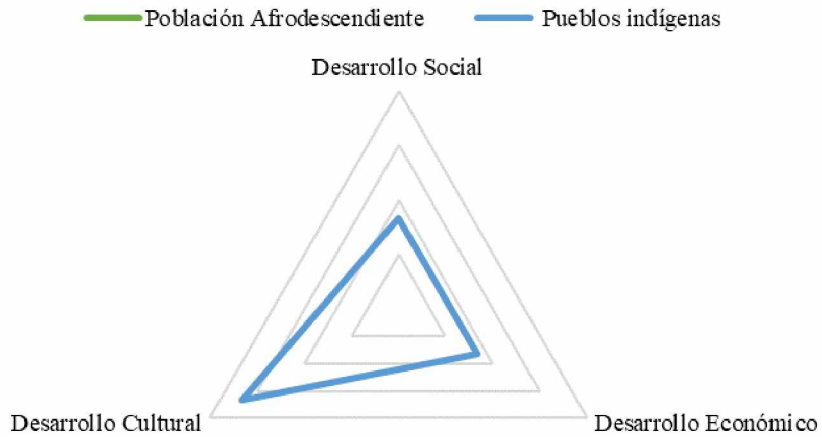 Población Afrodescendiente Pueblos indígenas
Desarrollo Social
Desarrollo Cultural Desarrollo Económico